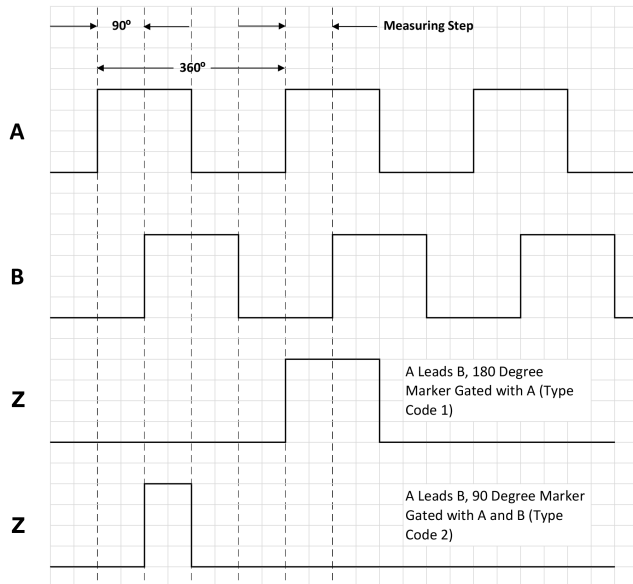 90º
Measuring Step
360º
A
B
A Leads B, 180 Degree
Marker Gated with A (Type
Code 1)
Z
A Leads B, 90 Degree Marker
Gated with A and B (Type
Code 2)
Z